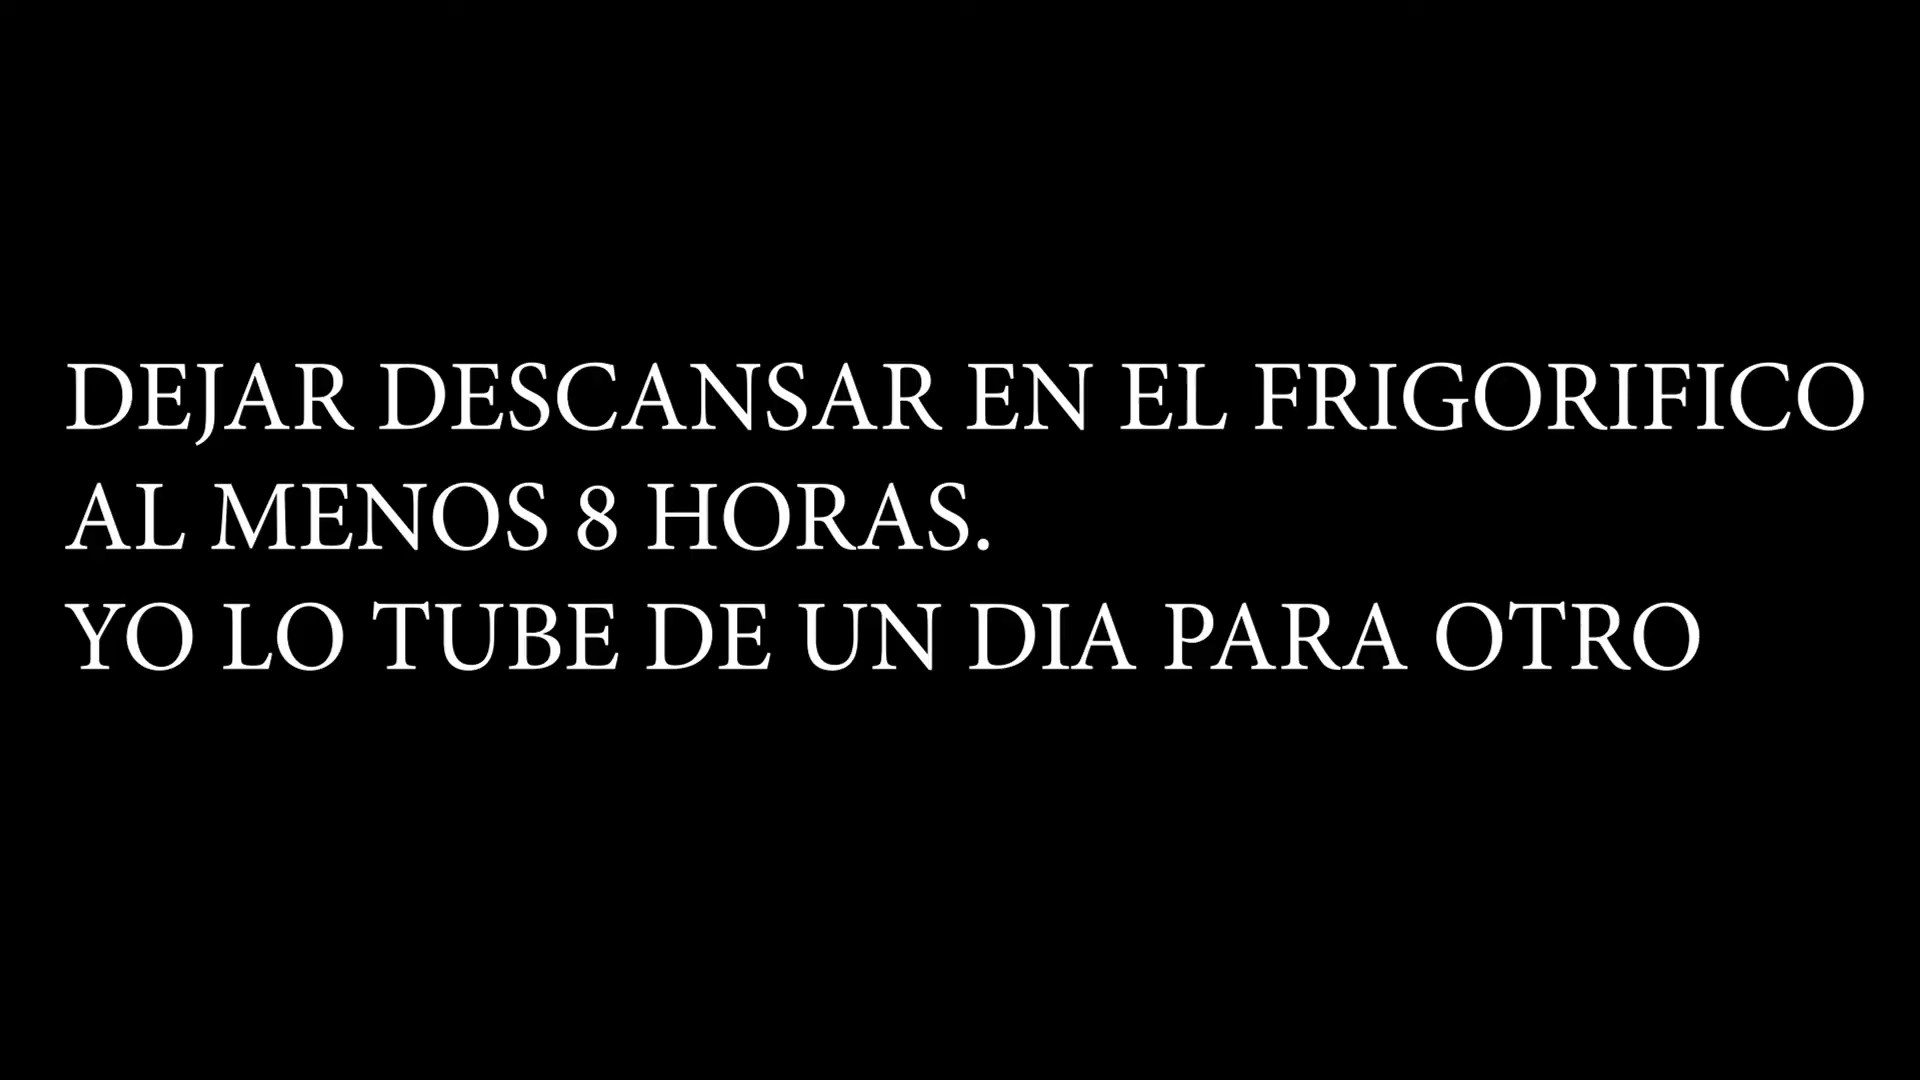 DEJAR DESCANSAR EN EL FRIGORIFICO
AL MENOS 8 HORAS.
YO LO TUBE DE UN DIA PARA OTRO